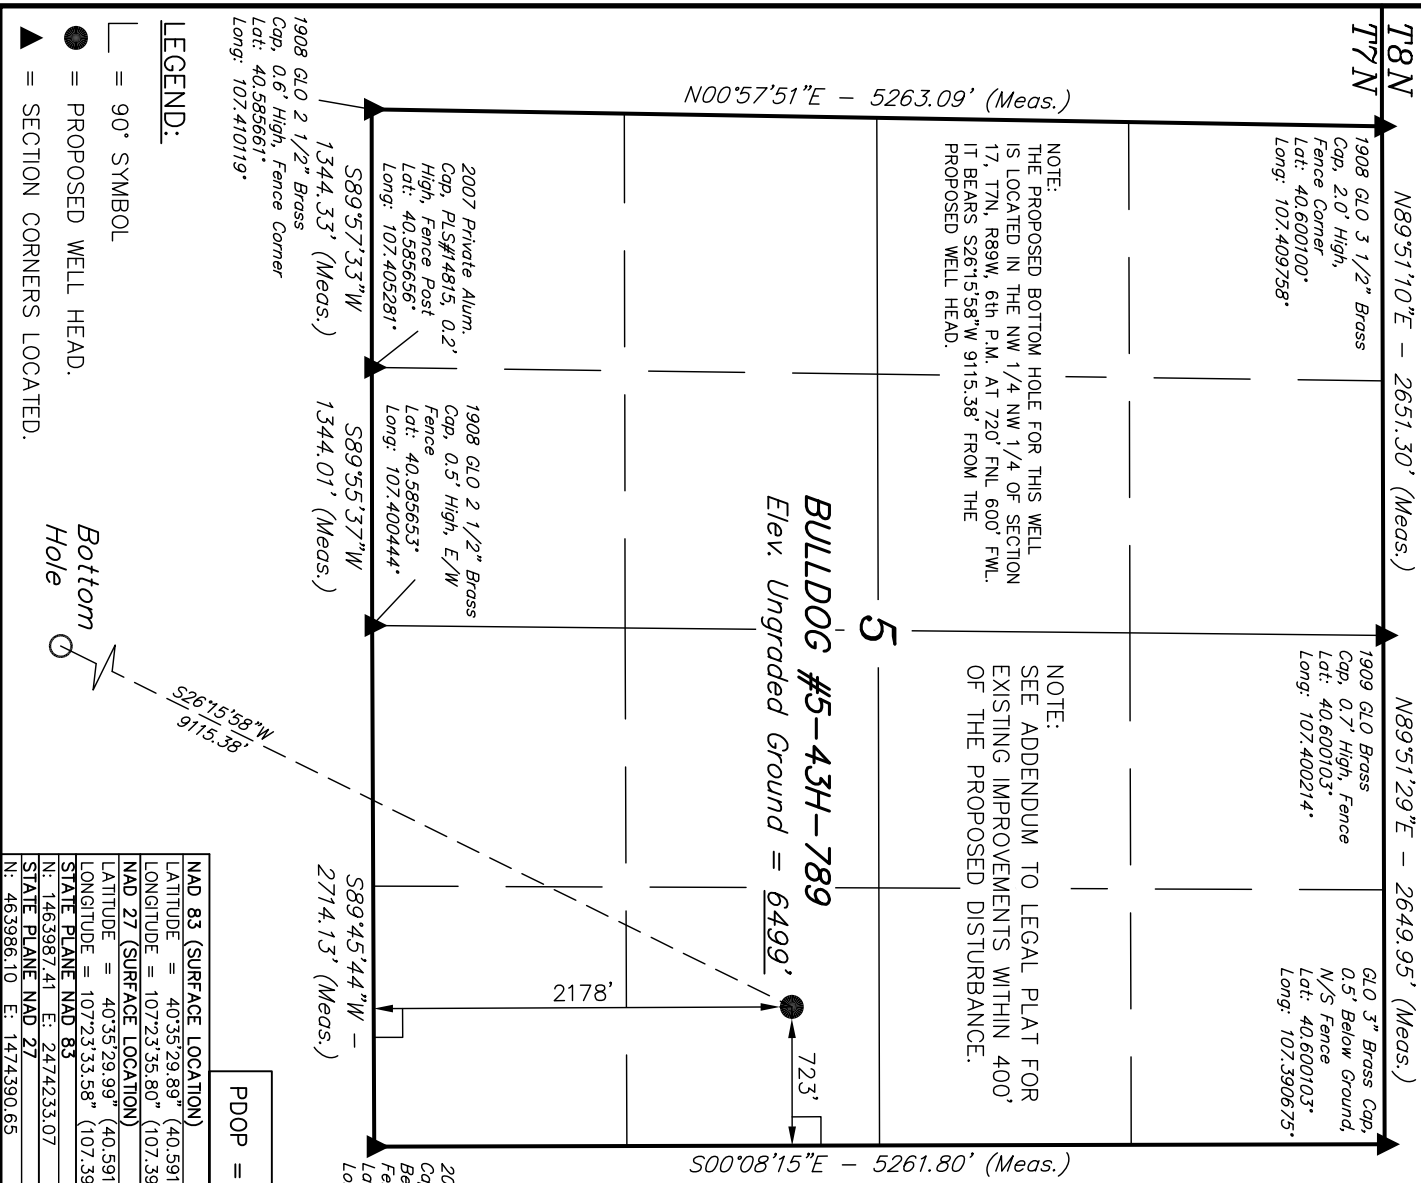 T8N
T7N
N89°51'10"E - 2651.30' (Meas.)
N89°51'29"E - 2649.95' (Meas.)
1908 GLO 3 1/2" Brass
Cap, 2.0' High,
Fence Corner
Lat: 40.600100°
Long: 107.409758°
1909 GLO Brass
Cap, 0.7' High, Fence
Lat: 40.600103°
Long: 107.400214°
GLO 3" Brass Cap,
0.5' Below Ground,
N/S Fence
Lat: 40.600103°
Long: 107.390675°
N00°57'51"E - 5263.09' (Meas.)
NOTE:
THE PROPOSED BOTTOM HOLE FOR THIS WELL
IS LOCATED IN THE NW 1/4 NW 1/4 OF SECTION
17, T7N, R89W, 6th P.M. AT 720' FNL 600' FWL.
IT BEARS S26°15'58"W 9115.38' FROM THE
PROPOSED WELL HEAD.
NOTE:
SEE ADDENDUM TO LEGAL PLAT FOR
EXISTING IMPROVEMENTS WITHIN 400'
OF THE PROPOSED DISTURBANCE.
5
BULLDOG #5-43H-789
Elev. Ungraded Ground = 6499'
723'
2178'
S00°08'15"E - 5261.80' (Meas.)
2007 Private Alum.
Cap, PLS#14815, 0.2'
High, Fence Post
Lat: 40.585656°
Long: 107.405281°
1908 GLO 2 1/2" Brass
Cap, 0.5' High, E/W
Fence
Lat: 40.585653°
Long: 107.400444°
S89°57'33"W
1344.33' (Meas.)
S89°55'37"W
1344.01' (Meas.)
S89°45'44"W -
2714.13' (Meas.)
1908 GLO 2 1/2" Brass
Cap, 0.6' High, Fence Corner
Lat: 40.585661°
Long: 107.410119°
S26°15'58"W
9115.38'
Bottom
Hole
LEGEND:
= 90° SYMBOL
= PROPOSED WELL HEAD.
= SECTION CORNERS LOCATED.
PDOP =
NAD 83 (SURFACE LOCATION)
LATITUDE = 40°35'29.89" (40.591
LONGITUDE = 107°23'35.80" (107.39
NAD 27 (SURFACE LOCATION)
LATITUDE = 40°35'29.99" (40.591
LONGITUDE = 107°23'33.58" (107.39
STATE PLANE NAD 83
N: 1463987.41 E: 2474233.07
STATE PLANE NAD 27
N: 463986.10 E: 1474390.65